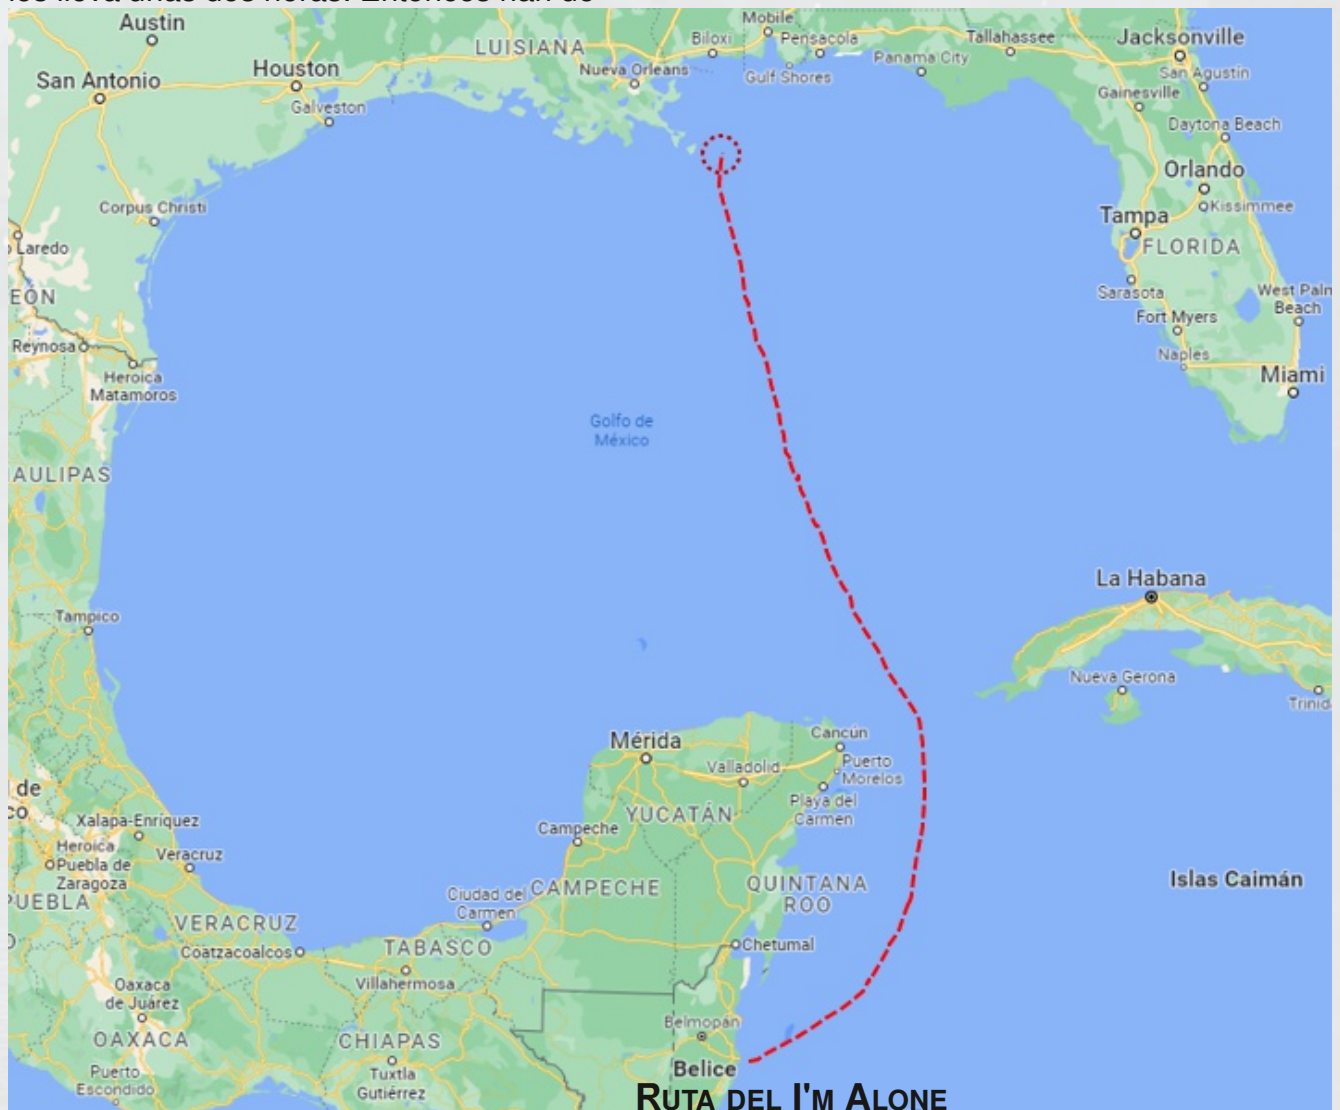 Austin
Mobile
LUISIANA
Biloxi
Pensacola
Tallahassee
Jacksonville
San Antonio
Houston
Nueva Orleans
Gulf Shores
Panama City
San Agustin
Galveston
Gainesville
Daytona Beach
Orlando
Kissimmee
Corpus Christi
Tampa
FLORIDA
Laredo
Sarasota
West Palm
Beach
EÓN
Fort Myers
Reynosa
Naples
Heroica
Matamoros
Miami
Golfo de
México
AULIPAS
La Habana
Tampico
Nueva Gerona
Trinid
Mérida
Cancún
Valladolid
Puerto
Morelos
Playa del
Carmen
YUCATÁN
de
co
Xalapa-Enríquez
Campeche
Heroica
Puebla de
Zaragoza
Veracruz
PUEBLA
Ciudad del
Carmen
CAMPECHE
QUINTANA
ROO
Islas Caimán
VERACRUZ
Coatzacoalcos
TABASCO
Chetumal
Villahermosa
Oaxaca
de Juárez
OAXACA
CHIAPAS
Belmopán
Puerto
Escondido
Tuxtla
Gutiérrez
Belice
RUTA DEL I'M ALONE